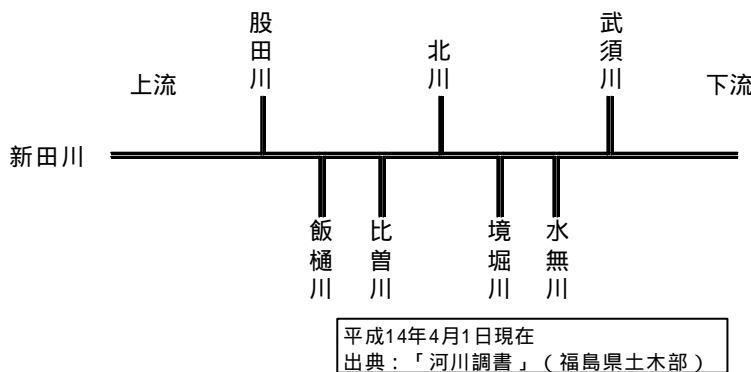 股田川
北川
武須川
上流
下流
新田川
飯樋川
比曽川
境堀川
水無川
平成14年4月1日現在
出典：「河川調書」（福島県土木部）